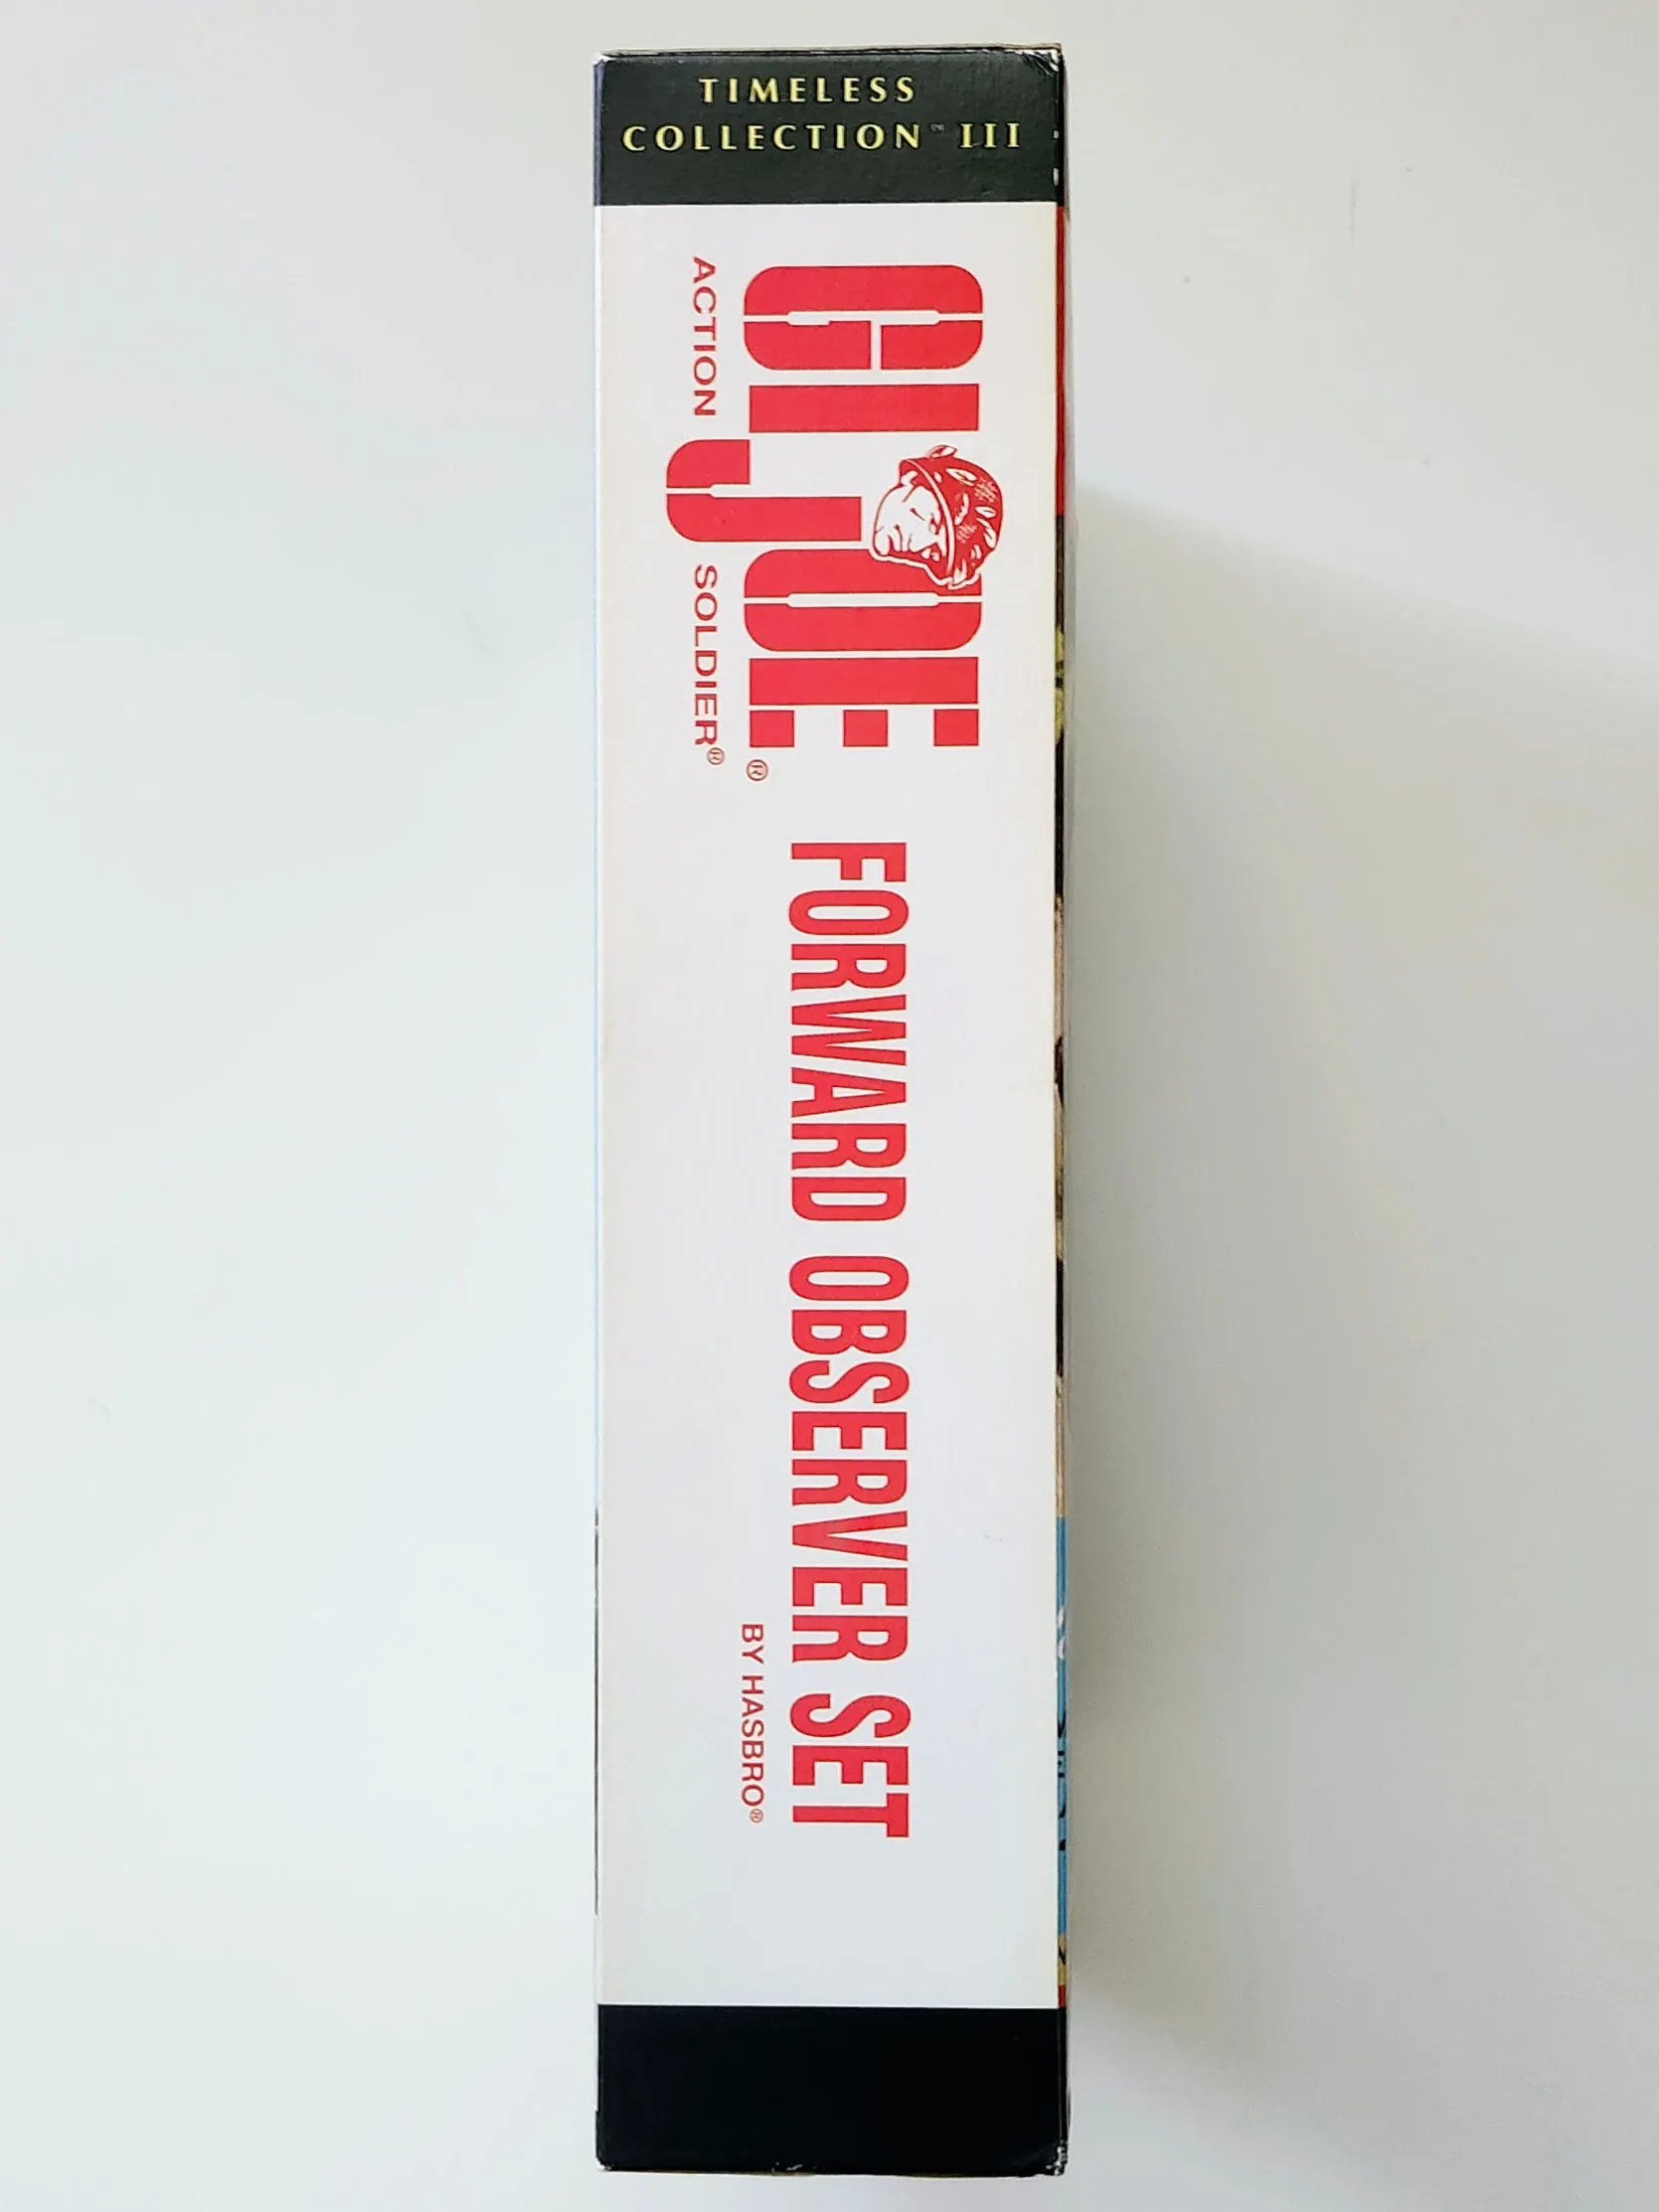 TIMELESS
COLLECTION™ III
GI JOE®
ACTION SOLDIER®
FORWARD OBSERVER SET
BY HASBRO®